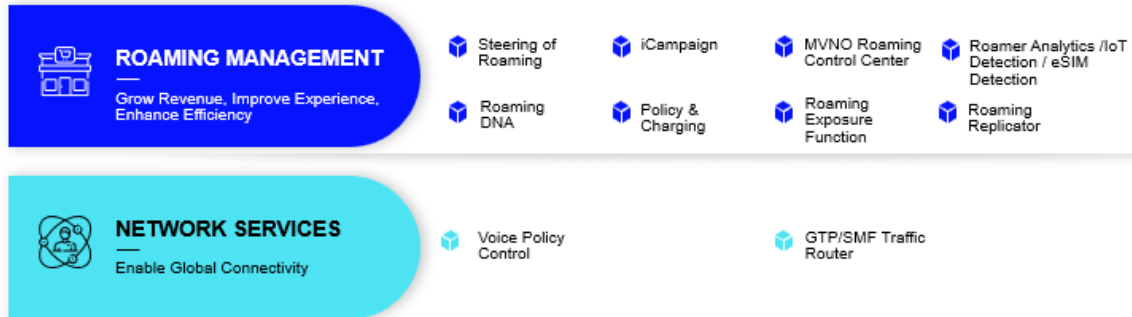 ROAMING MANAGEMENT
Grow Revenue, Improve Experience,
Enhance Efficiency
Steering of
Roaming
iCampaign
MVNO Roaming
Control Center
Roamer Analytics /IoT
Detection / eSIM
Detection
Roaming
DNA
Policy &
Charging
Roaming
Exposure
Function
Roaming
Replicator
NETWORK SERVICES
Enable Global Connectivity
Voice Policy
Control
GTP/SMF Traffic
Router